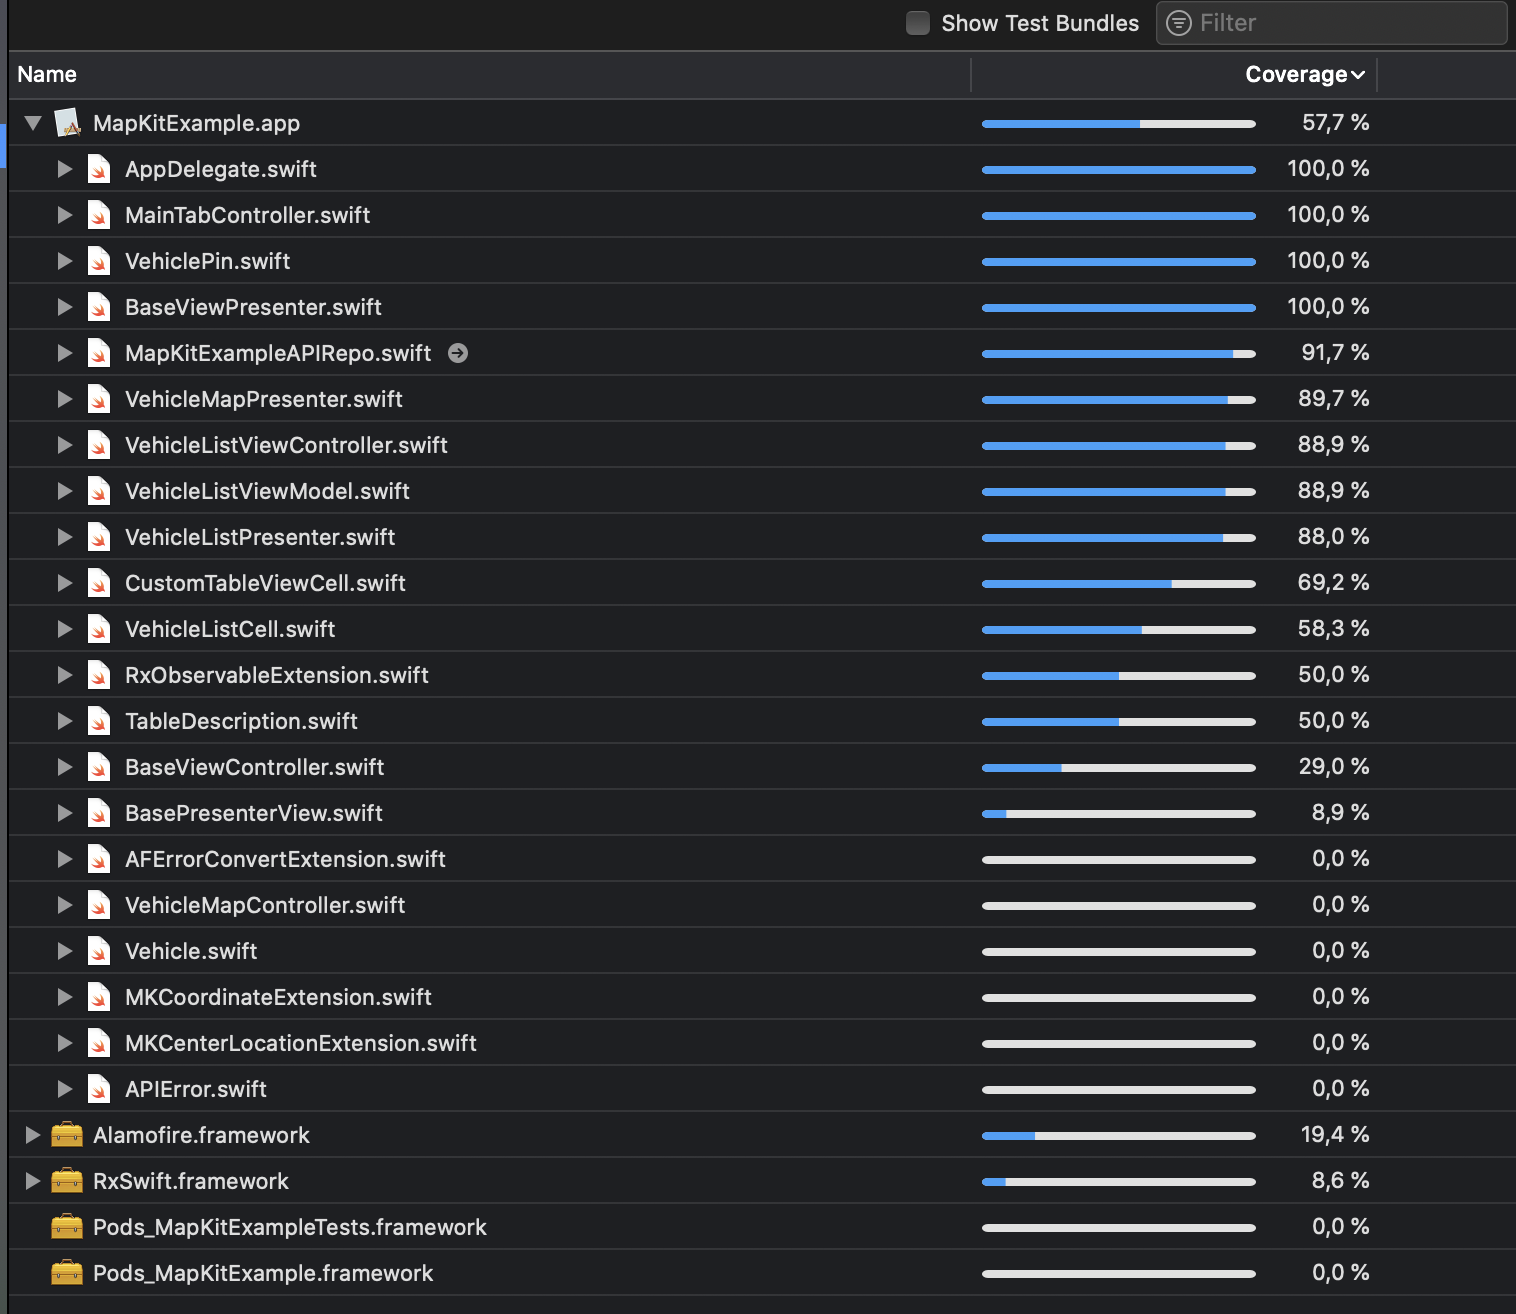 Show Test Bundles Filter
Name Coverage
MapKitExample.app 57,7 %
AppDelegate.swift 100,0 %
MainTabController.swift 100,0 %
VehiclePin.swift 100,0 %
BaseViewPresenter.swift 100,0 %
MapKitExampleAPIRepo.swift 91,7 %
VehicleMapPresenter.swift 89,7 %
VehicleListViewController.swift 88,9 %
VehicleListViewModel.swift 88,9 %
VehicleListPresenter.swift 88,0 %
CustomTableViewCell.swift 69,2 %
VehicleListCell.swift 58,3 %
RxObservableExtension.swift 50,0 %
TableDescription.swift 50,0 %
BaseViewController.swift 29,0 %
BasePresenterView.swift 8,9 %
AFErrorConvertExtension.swift 0,0 %
VehicleMapController.swift 0,0 %
Vehicle.swift 0,0 %
MKCoordinateExtension.swift 0,0 %
MKCenterLocationExtension.swift 0,0 %
APIError.swift 0,0 %
Alamofire.framework 19,4 %
RxSwift.framework 8,6 %
Pods_MapKitExampleTests.framework 0,0 %
Pods_MapKitExample.framework 0,0 %